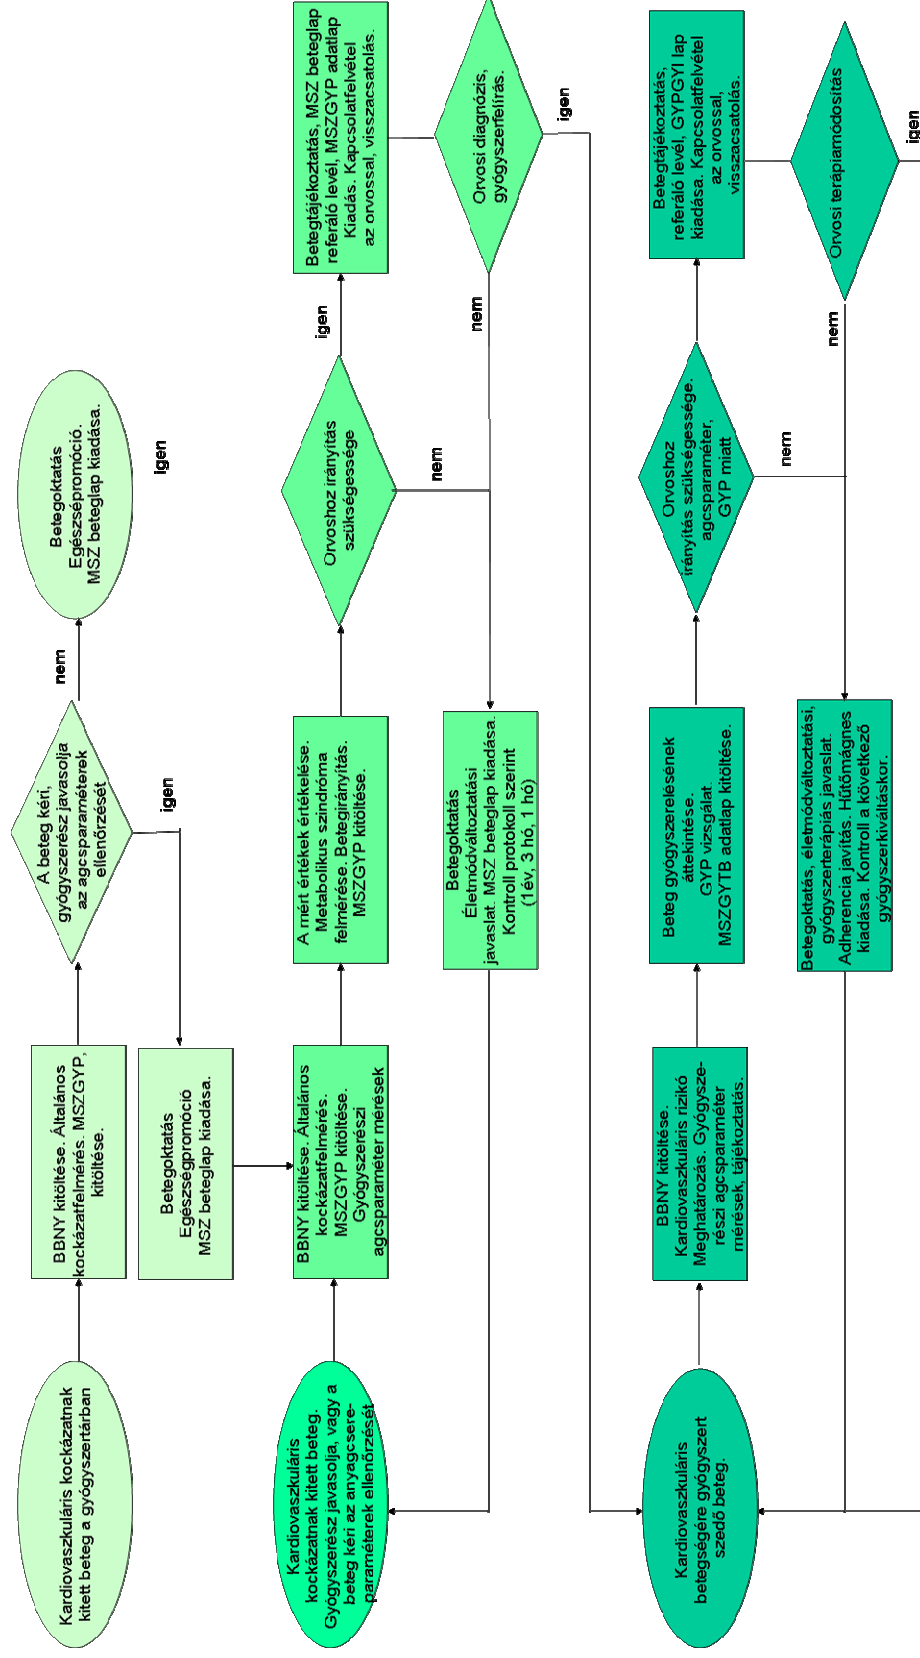 Kardiovaszkuláris kockázatnak
kitett beteg a gyógyszertárban
BBNY kitöltése. Általános
kockázatfelmérés. MSZGYP,
kitöltése.
A beteg kéri,
gyógyszerész javasolja
az agcsparaméterek
ellenőrzését
nem
Betegoktatás
Egészséprомóció.
MSZ beteglap kiadása.
igen
igen
Betegoktatás
Egészségpromóció
MSZ beteglap kiadása.
Kardiovaszkuláris
kockázatnak kitett beteg.
Gyógyszerész javasolja, vagy a
beteg kéri az anyagcsere-
paraméterek ellenőrzését
BBNY kitöltése. Általános
kockázatfelmérés.
MSZGYP kitöltése.
Gyógyszerészi
agcsparaméter mérések
A mért értékek értékelése.
Metabolikus szindróma
felmérése. Betegirányítás.
MSZGYP kitöltése.
Orvoshoz irányítás
szükségessége
igen
Betegtájékoztatás, MSZ beteglap
referáló levél, MSZGYP adatlap
Kiadás. Kapcsolatfelvétel
az orvossal, visszacsatolás.
nem
Orvosi diagnózis,
gyógyszerfelírás.
nem
igen
Betegoktatás
Életmódváltoztatási
javaslat. MSZ beteglap kiadása.
Kontroll protokoll szerint
(1év, 3 hó, 1 hó)
Kardiovaszkuláris
betegségére gyógyszert
szedő beteg.
BBNY kitöltése.
Kardiovaszkuláris rizikó
Meghatározás. Gyógysze-
részi agcsparaméter
mérések, tájékoztatás.
Beteg gyógyszerelésének
áttekintése.
GYP vizsgálat.
MSZGYTB adatlap kitöltése.
Orvoshoz
irányítás szükségessége.
agcsparaméter,
GYP miatt
Betegtájékoztatás,
referáló levél, GYPGYI lap
kiadása. Kapcsolatfelvétel
az orvossal,
visszacsatolás.
nem
Orvosi terápiamódosítás
nem
igen
Betegoktatás, életmódváltoztatási,
gyógyszerterápiás javaslat.
Adherencia javítás. Hűtőmágnes
kiadása. Kontroll a következő
gyógyszerkiváltáskor.